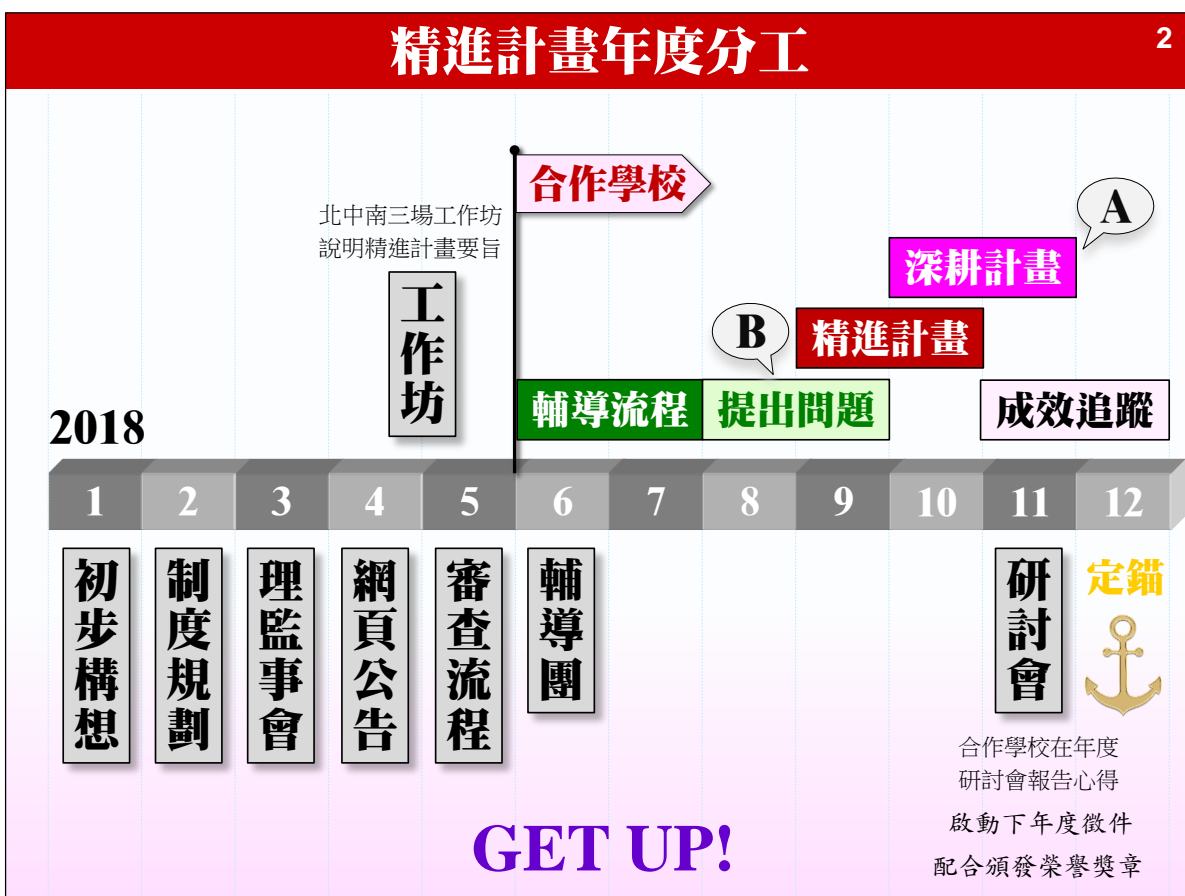 精進計畫年度分工
2
合作學校
北中南三場工作坊
說明精進計畫要旨
A
深耕計畫
工作坊
B
精進計畫
輔導流程
提出問題
成效追蹤
2018
1 2 3 4 5 6 7 8 9 10 11 12
初步構想
制度規劃
理監事會
網頁公告
審查流程
輔導團
研討會
定錨
合作學校在年度
研討會報告心得
啟動下年度徵件
配合頒發榮譽獎章
GET UP!